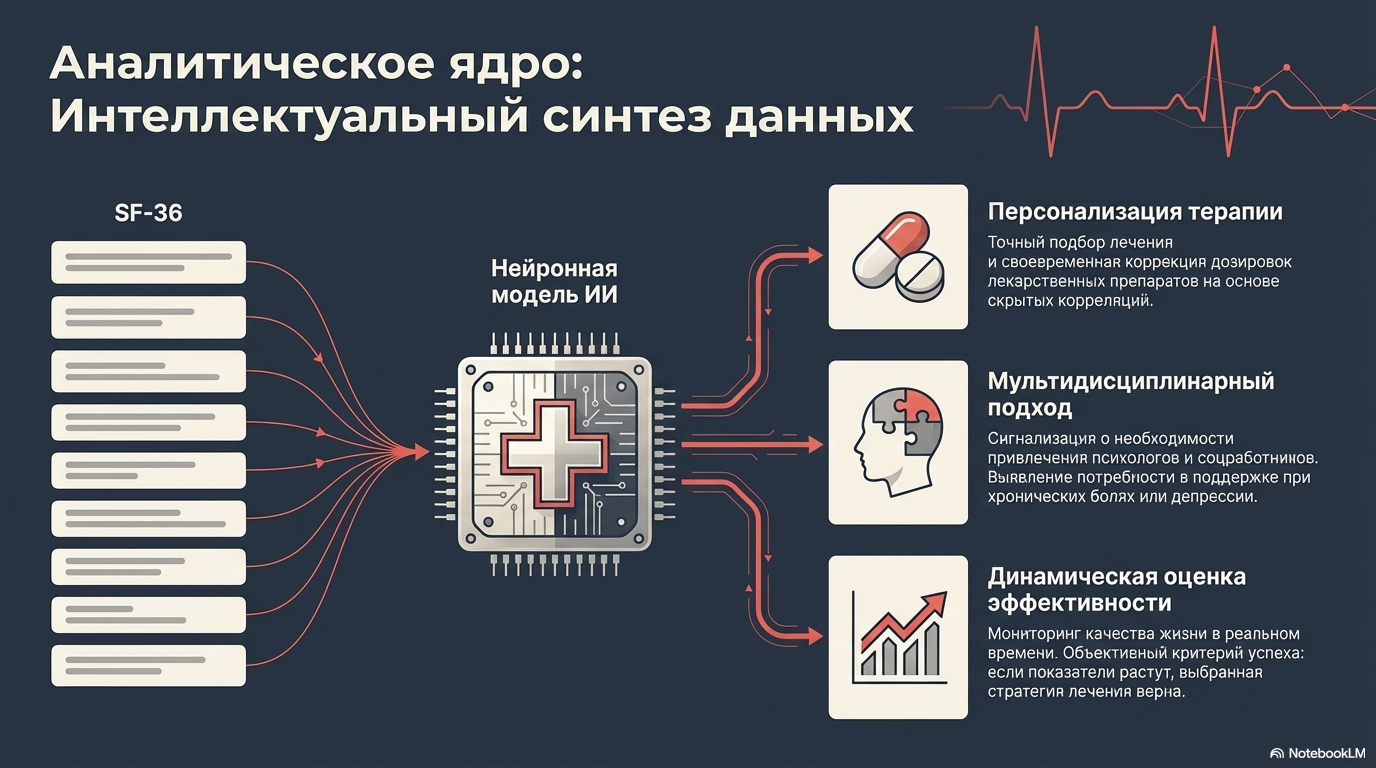 Аналитическое ядро:
Интеллектуальный синтез данных
SF-36
Нейронная
модель ИИ
Персонализация терапии
Точный подбор лечения
и своевременная коррекция дозировок
лекарственных препаратов на основе
скрытых корреляций.
Мультидисциплинарный
подход
Сигнализация о необходимости
привлечения психологов и соцработников.
Выявление потребности в поддержке при
хронических болях или депрессии.
Динамическая оценка
эффективности
Мониторинг качества жизни в реальном
времени. Объективный критерий успеха:
если показатели растут, выбранная
стратегия лечения верна.
NotebookLM